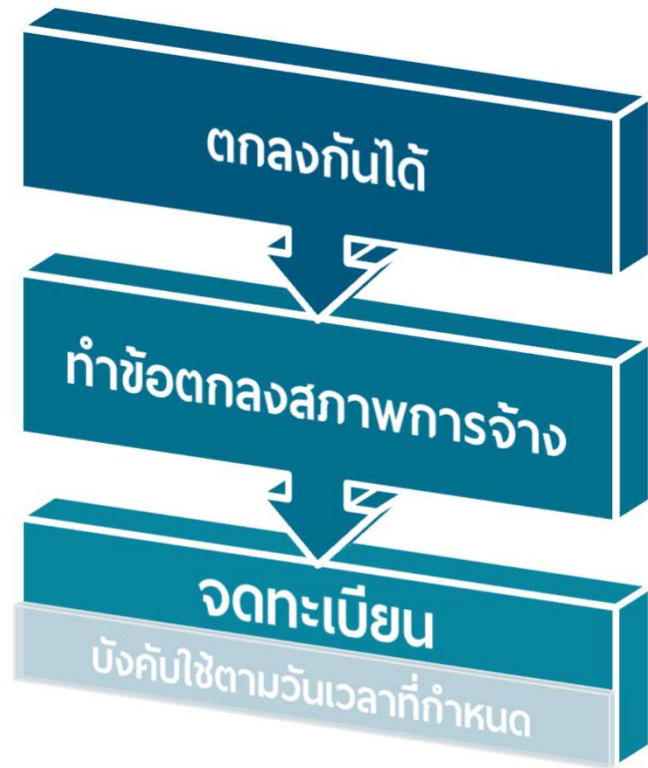 ตกลงกันได้
ทำข้อตกลงสภาพการจ้าง
จดทะเบียน
บังคับใช้ตามวันเวลาที่กำหนด